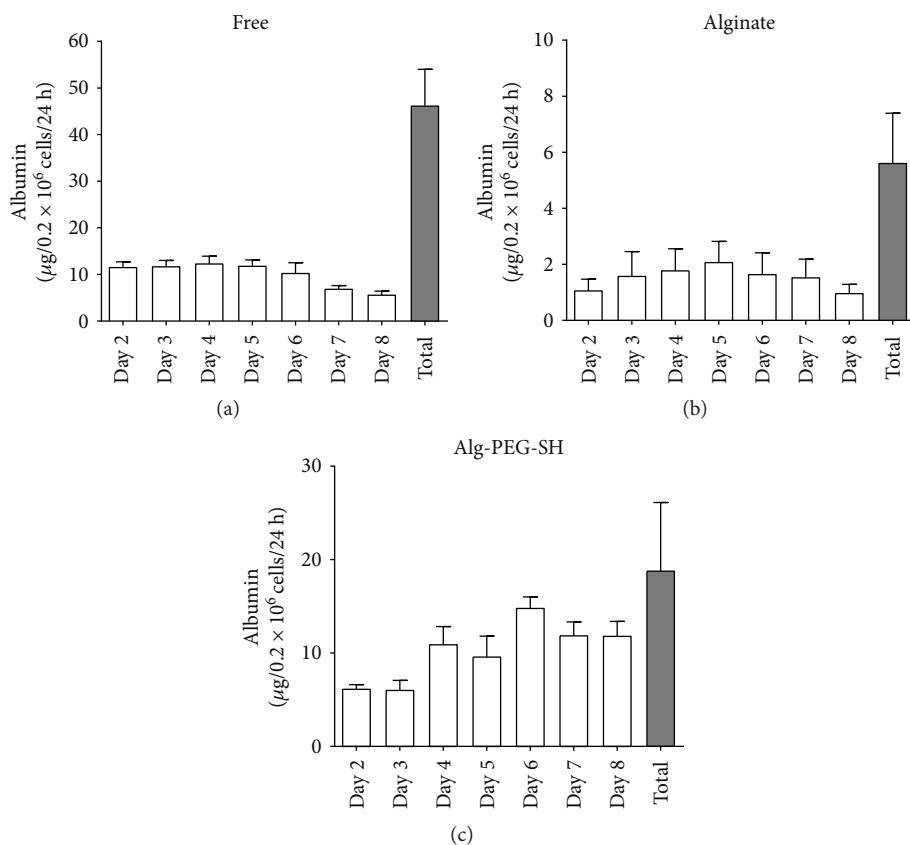 Free
Albumin
(µg/0.2 × 10⁶ cells/24 h)
60
50
40
30
20
10
0
Day 2
Day 3
Day 4
Day 5
Day 6
Day 7
Day 8
Total
(a)
Alginate
Albumin
(µg/0.2 × 10⁶ cells/24 h)
10
8
6
4
2
0
Day 2
Day 3
Day 4
Day 5
Day 6
Day 7
Day 8
Total
(b)
Alg-PEG-SH
Albumin
(µg/0.2 × 10⁶ cells/24 h)
30
20
10
0
Day 2
Day 3
Day 4
Day 5
Day 6
Day 7
Day 8
Total
(c)